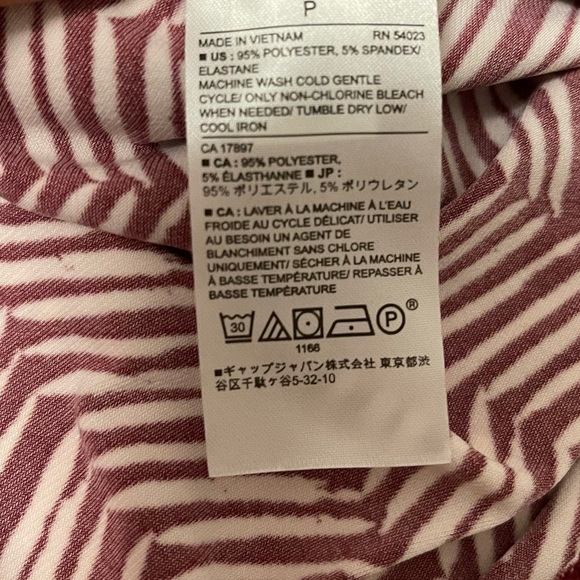 P
MADE IN VIETNAM RN 54023
■ US : 95% POLYESTER, 5% SPANDEX/
ELASTANE
MACHINE WASH COLD GENTLE
CYCLE/ ONLY NON-CHLORINE BLEACH
WHEN NEEDED/ TUMBLE DRY LOW/
COOL IRON
CA 17897
■ CA : 95% POLYESTER,
5% ÉLASTHANNE ■ JP :
95% ポリエステル, 5% ポリウレタン
■ CA : LAVER À LA MACHINE À L'EAU
FROIDE AU CYCLE DÉLICAT/ UTILISER
AU BESOIN UN AGENT DE
BLANCHIMENT SANS CHLORE
UNIQUEMENT/ SÉCHER À LA MACHINE
À BASSE TEMPÉRATURE/ REPASSER À
BASSE TEMPÉRATURE
30 P ®
1166
■ギャップジャパン株式会社 東京都渋
谷区千駄ヶ谷5-32-10